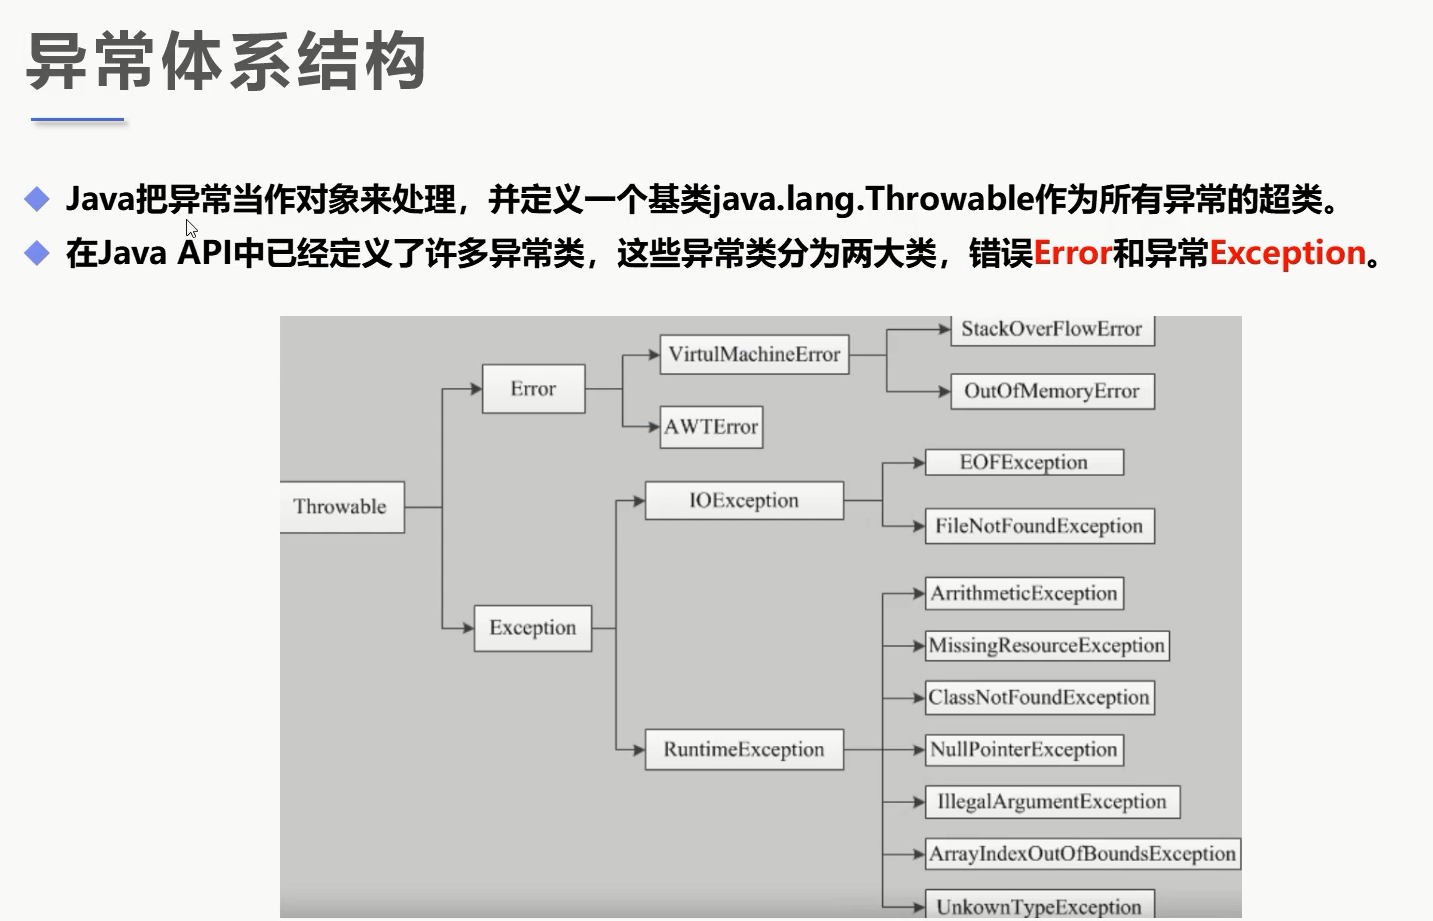 异常体系结构
Java把异常当作对象来处理，并定义一个基类java.lang.Throwable作为所有异常的超类。
在Java API中已经定义了许多异常类，这些异常类分为两大类，错误Error和异常Exception。
StackOverFlowError
VirtulMachineError
Error
OutOfMemoryError
AWTError
EOFException
IOException
Throwable
FileNotFoundException
ArrithmeticException
Exception
MissingResourceException
ClassNotFoundException
RuntimeException
NullPointerException
IllegalArgumentException
ArrayIndexOutOfBoundsException
UnkownTypeException